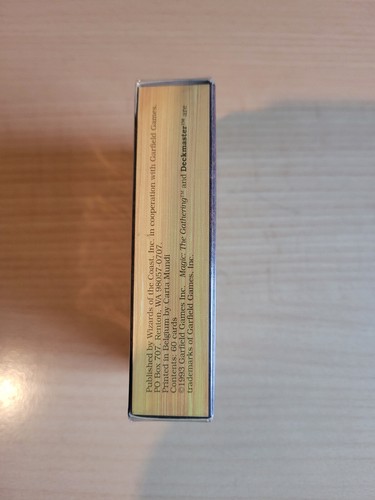 Published by Wizards of the Coast, Inc. in cooperation with Garfield Games.
PO Box 707, Renton, WA 98057-0707.
Printed in Belgium by Carta Mundi
Contents: 60 cards
©1993 Garfield Games Inc. Magic: The Gathering™ and Deckmaster™ are
trademarks of Garfield Games, Inc.